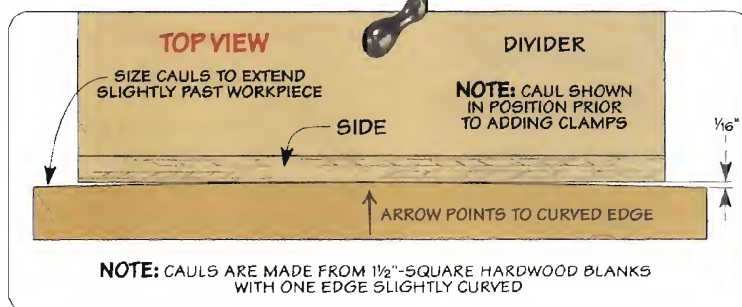 TOP VIEW
DIVIDER
SIZE CAULS TO EXTEND
SLIGHTLY PAST WORKPIECE
NOTE: CAUL SHOWN
IN POSITION PRIOR
TO ADDING CLAMPS
SIDE
1/16"
ARROW POINTS TO CURVED EDGE
NOTE: CAULS ARE MADE FROM 1½"-SQUARE HARDWOOD BLANKS
WITH ONE EDGE SLIGHTLY CURVED